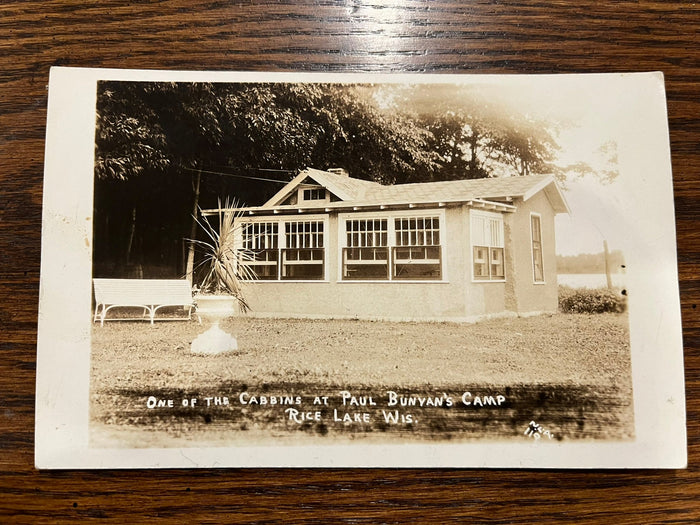 One of the Cabbins at Paul Bunyan's Camp
Rice Lake Wis.